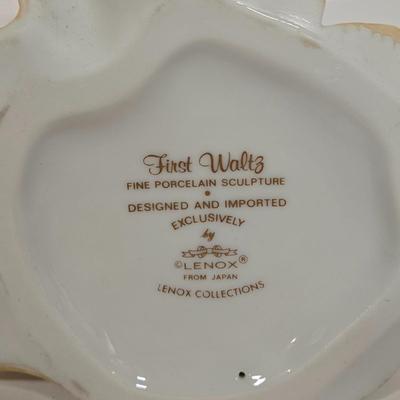 First Waltz
FINE PORCELAIN SCULPTURE
•
DESIGNED AND IMPORTED
EXCLUSIVELY
by
©LENOX®
FROM JAPAN
LENOX COLLECTIONS